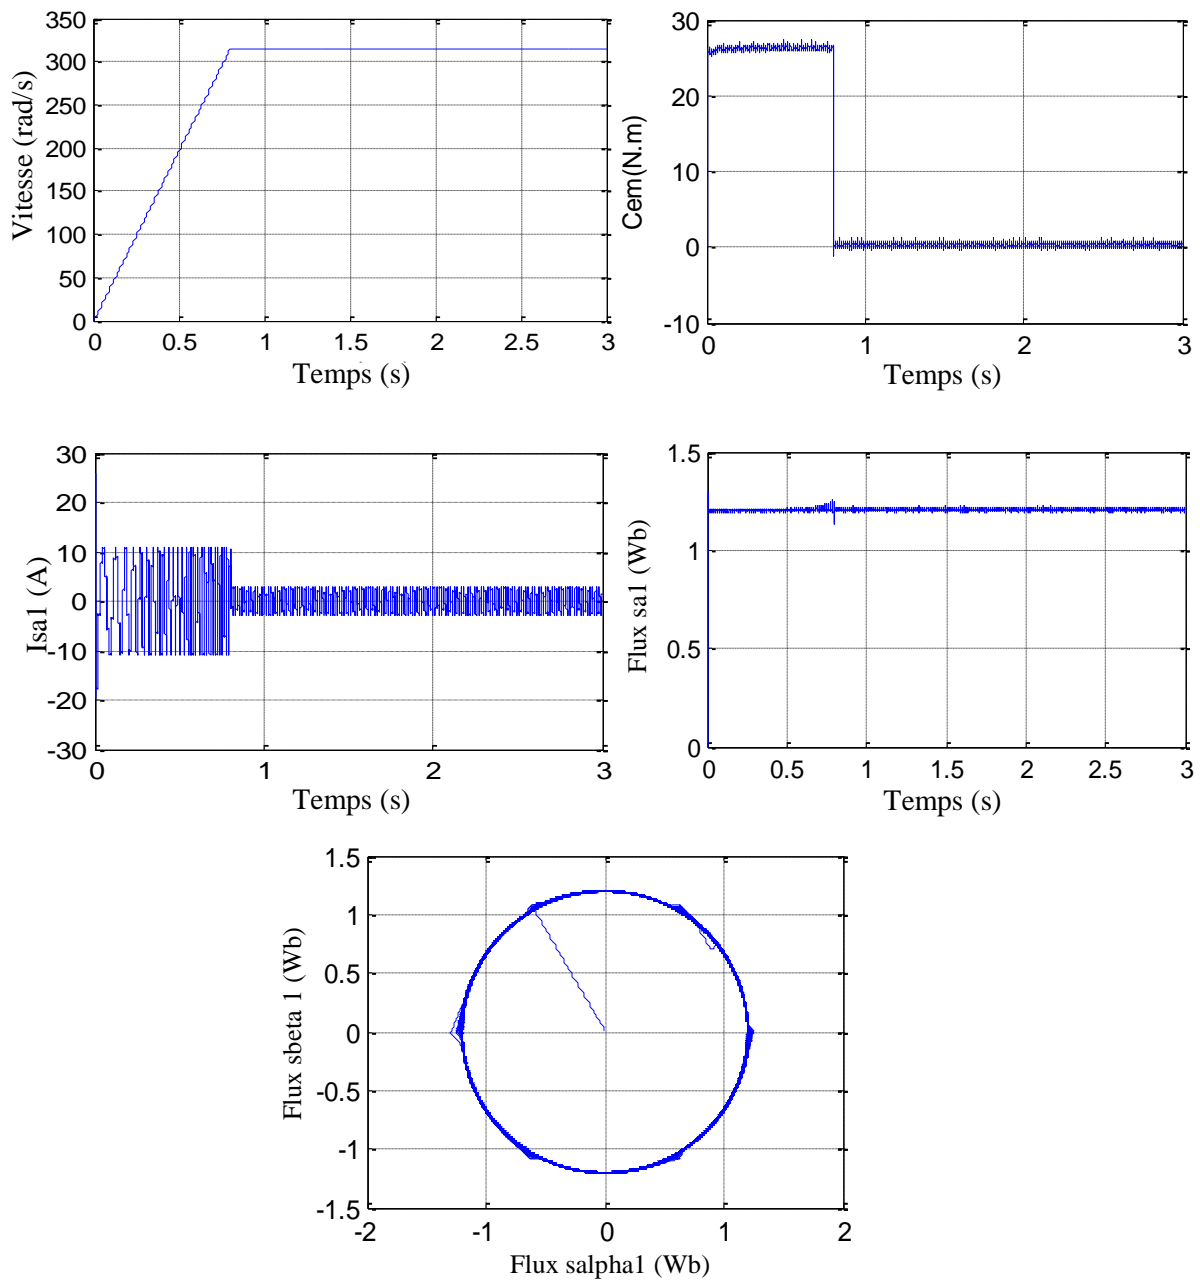 350
300
250
200
150
100
50
0
Vitesse (rad/s)
0 0.5 1 1.5 2 2.5 3
Temps (s)
30
20
10
0
-10
Cem(N.m)
0 1 2 3
Temps (s)
30
20
10
0
-10
-20
-30
Isa1 (A)
0 1 2 3
Temps (s)
1.5
1
0.5
0
Flux sa1 (Wb)
0 0.5 1 1.5 2 2.5 3
Temps (s)
1.5
1
0.5
0
-0.5
-1
-1.5
Flux sbeta 1 (Wb)
-2 -1 0 1 2
Flux salpha1 (Wb)